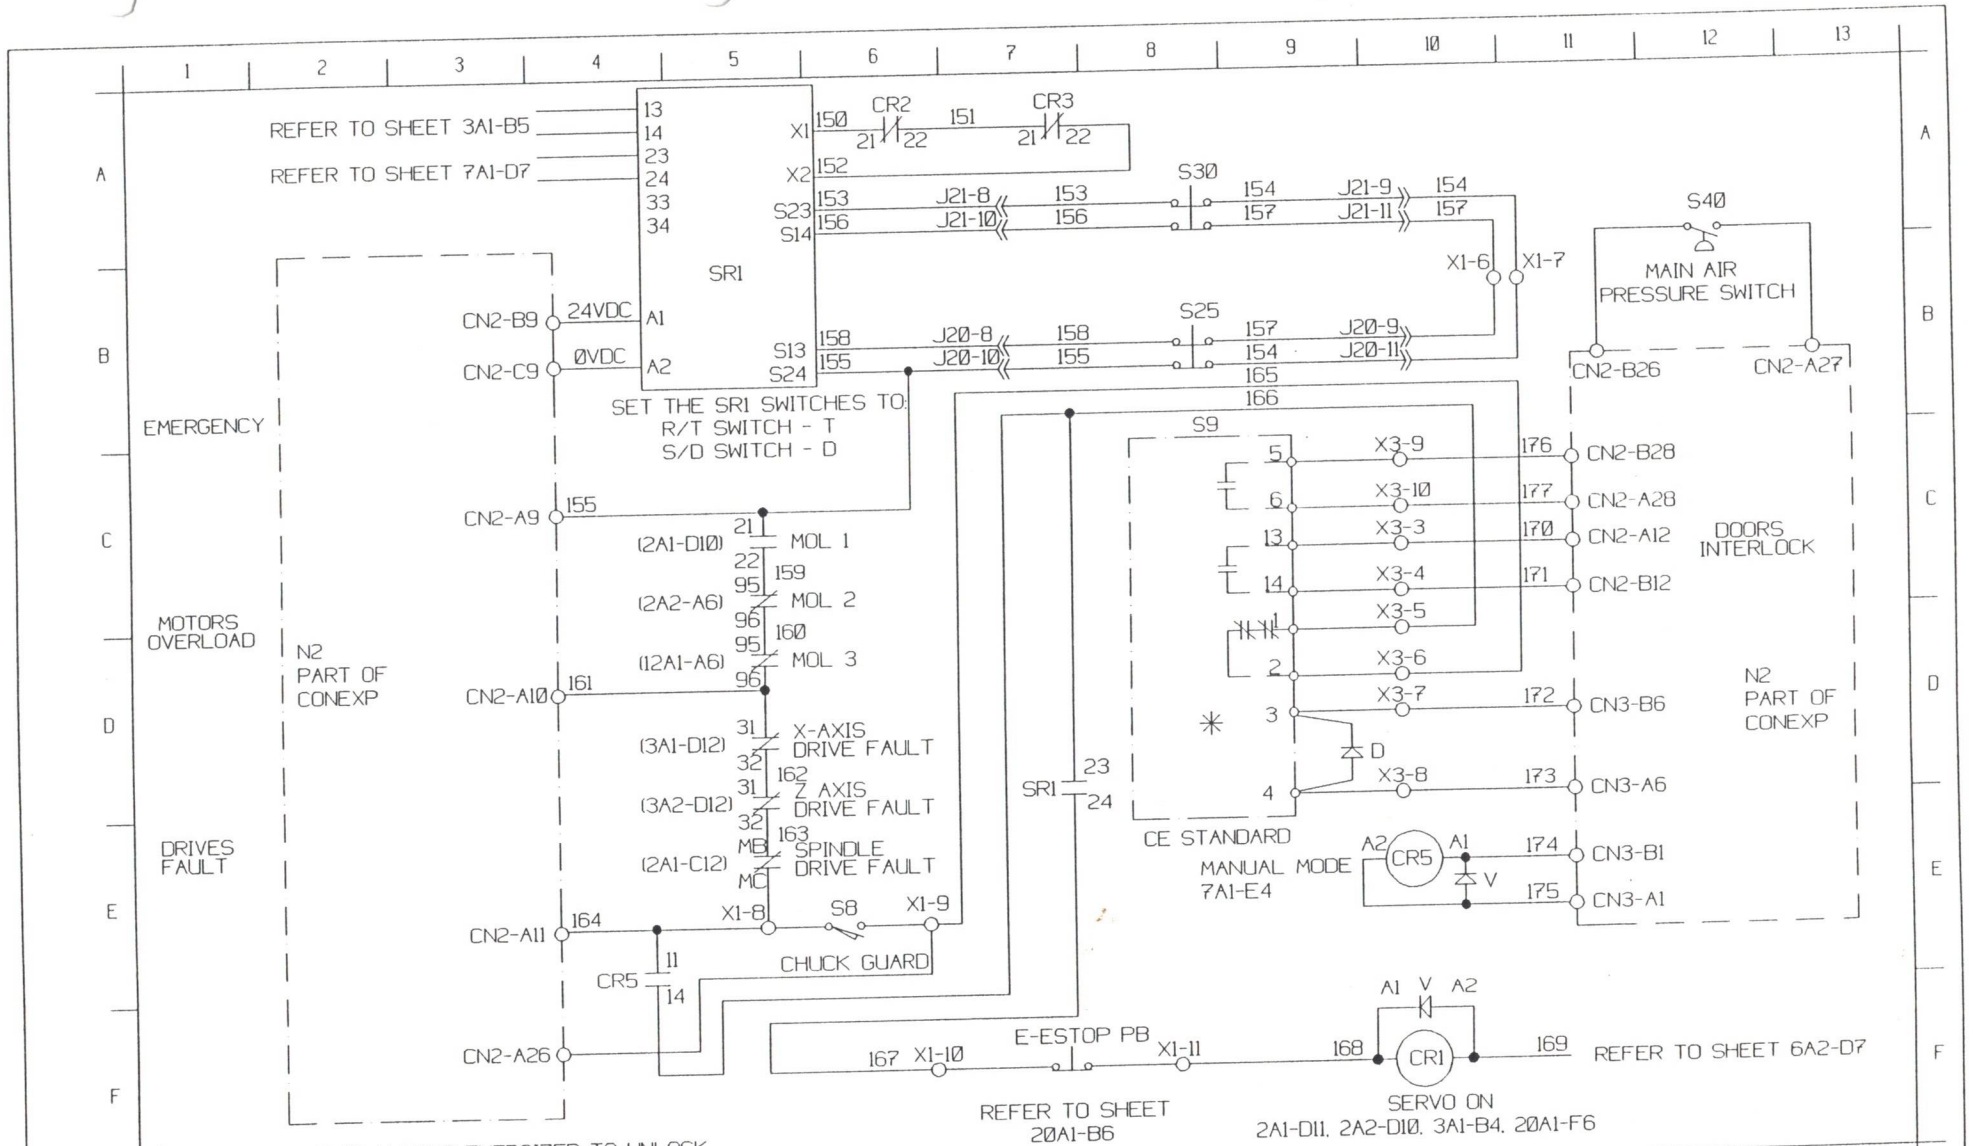 1 2 3 4 5 6 7 8 9 10 11 12 13
A
A
B
B
C
C
D
D
E
E
F
F
REFER TO SHEET 3A1-B5
REFER TO SHEET 7A1-D7
13
14
23
24
33
34
SR1
X1
X2
S23
S14
S13
S24
A1
A2
150 CR2 151 CR3
21 22 21 22
152
153 J21-8 153 S30 154 J21-9 154
156 J21-10 156 157 J21-11 157
X1-6 X1-7
158 J20-8 158 S25 157 J20-9
155 J20-10 155 154 J20-11
165
166
S40
MAIN AIR
PRESSURE SWITCH
CN2-B26 CN2-A27
CN2-B9 24VDC
CN2-C9 0VDC
SET THE SR1 SWITCHES TO:
R/T SWITCH - T
S/D SWITCH - D
EMERGENCY
MOTORS
OVERLOAD
DRIVES
FAULT
N2
PART OF
CONEXP
CN2-A9 155
21
(2A1-D10) MOL 1
22
159
95
(2A2-A6) MOL 2
96
160
95
(12A1-A6) MOL 3
96
CN2-A10 161
31 X-AXIS
(3A1-D12) DRIVE FAULT
32
162
31 Z AXIS
(3A2-D12) DRIVE FAULT
32
163
MB SPINDLE
(2A1-C12) DRIVE FAULT
MC
CN2-A11 164 X1-8 S8 X1-9
CHUCK GUARD
11
CR5
14
CN2-A26
SR1
23
24
S9
5 X3-9 176 CN2-B28
6 X3-10 177 CN2-A28
13 X3-3 170 CN2-A12
14 X3-4 171 CN2-B12
1 X3-5
2 X3-6
3 X3-7 172 CN3-B6
D
4 X3-8 173 CN3-A6
*
CE STANDARD
DOORS
INTERLOCK
N2
PART OF
CONEXP
MANUAL MODE
7A1-E4
A2 CR5 A1 174 CN3-B1
V
175 CN3-A1
167 X1-10 E-ESTOP PB X1-11 168
A1 V A2
CR1
169 REFER TO SHEET 6A2-D7
REFER TO SHEET
20A1-B6
SERVO ON
2A1-D11, 2A2-D10, 3A1-B4, 20A1-F6
TO UNLOCK